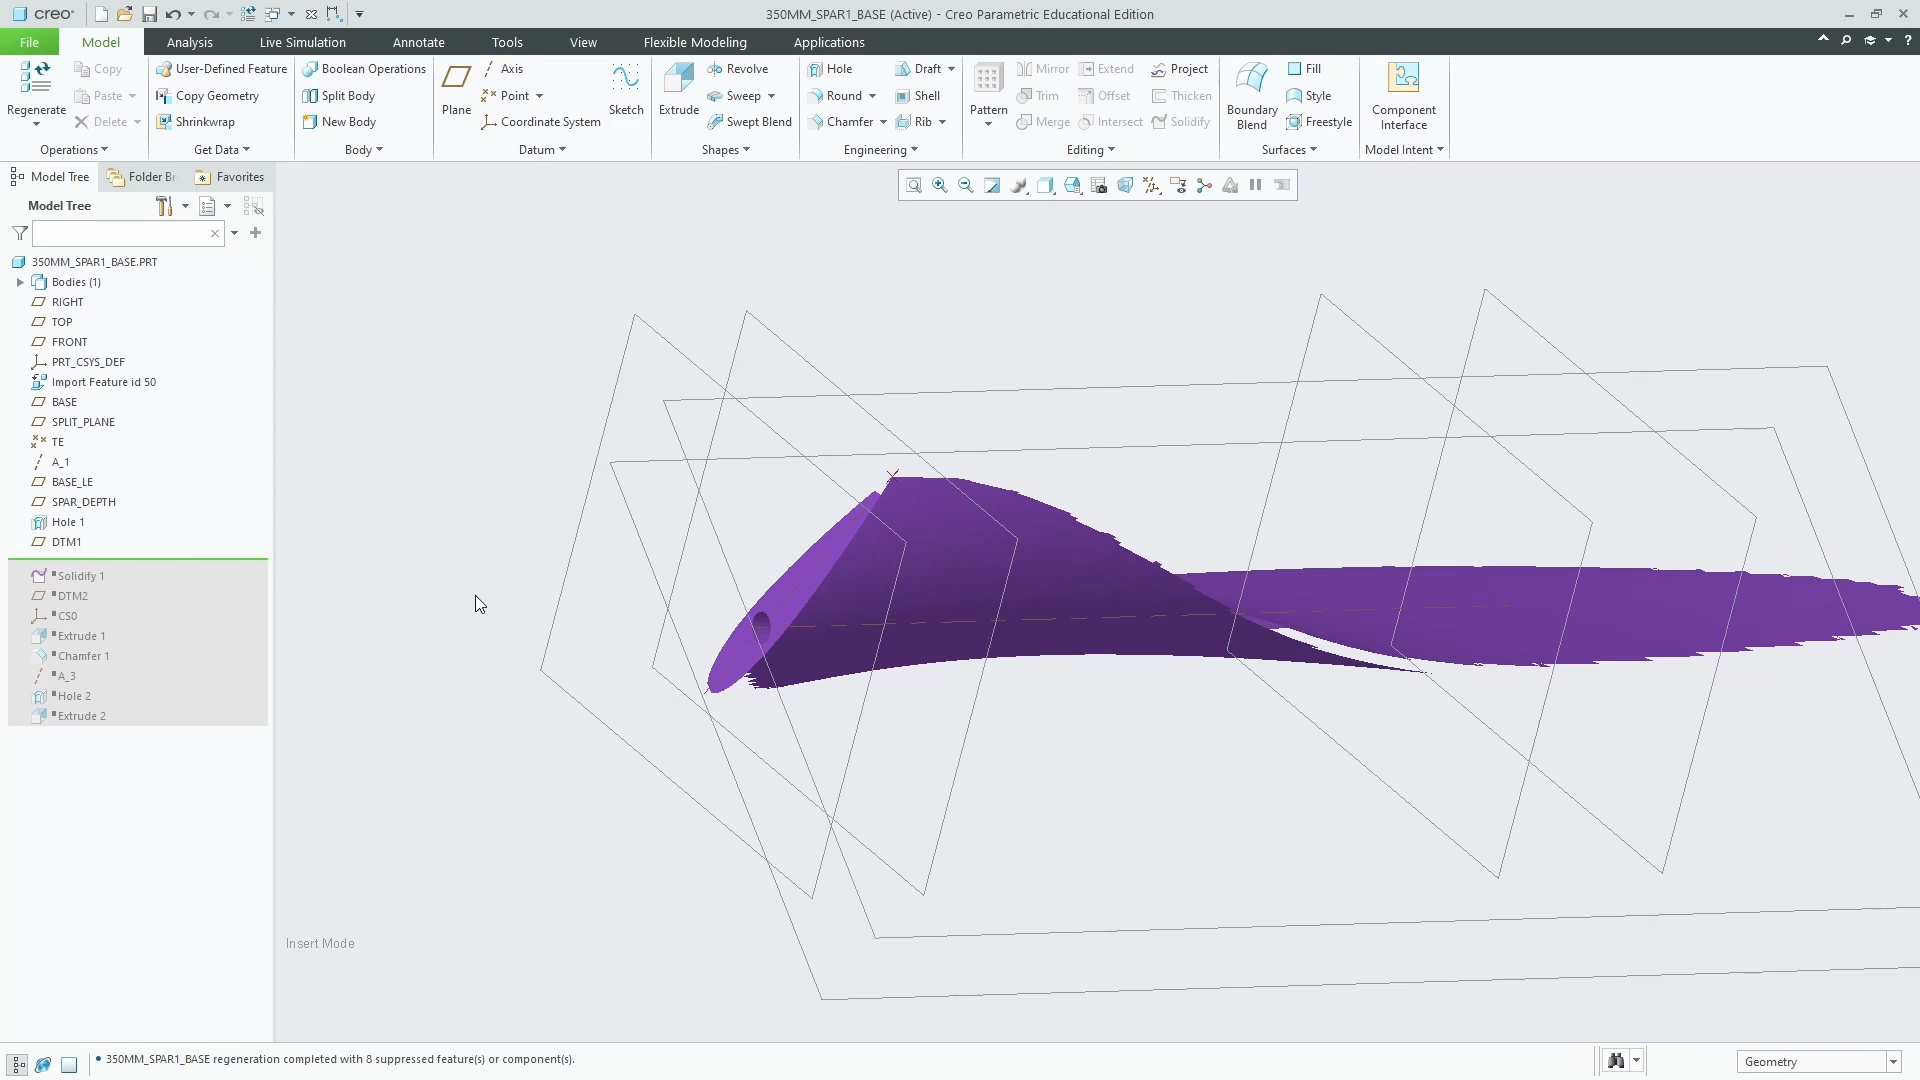 creo
350MM_SPAR1_BASE (Active) - Creo Parametric Educational Edition
File Model Analysis Live Simulation Annotate Tools View Flexible Modeling Applications
Regenerate
Copy
Paste
Delete
Operations
User-Defined Feature
Copy Geometry
Shrinkwrap
Get Data
Boolean Operations
Split Body
New Body
Body
Plane
Axis
Point
Coordinate System
Sketch
Datum
Extrude
Revolve
Sweep
Swept Blend
Shapes
Hole
Round
Chamfer
Draft
Shell
Rib
Engineering
Pattern
Mirror
Trim
Merge
Extend
Offset
Intersect
Project
Thicken
Solidify
Editing
Boundary
Blend
Fill
Style
Freestyle
Surfaces
Component
Interface
Model Intent
Model Tree Folder Br Favorites
Model Tree
350MM_SPAR1_BASE.PRT
Bodies (1)
RIGHT
TOP
FRONT
PRT_CSYS_DEF
Import Feature id 50
BASE
SPLIT_PLANE
TE
A_1
BASE_LE
SPAR_DEPTH
Hole 1
DTM1
Solidify 1
DTM2
CS0
Extrude 1
Chamfer 1
A_3
Hole 2
Extrude 2
Insert Mode
350MM_SPAR1_BASE regeneration completed with 8 suppressed feature(s) or component(s).
Geometry